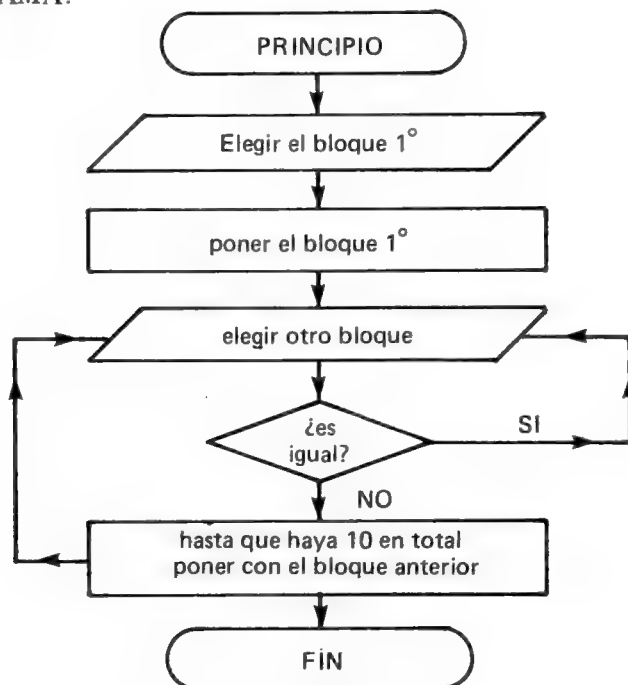 PRINCIPIO
Elegir el bloque 1°
poner el bloque 1°
elegir otro bloque
¿es
igual?
SI
NO
hasta que haya 10 en total
poner con el bloque anterior
FIN